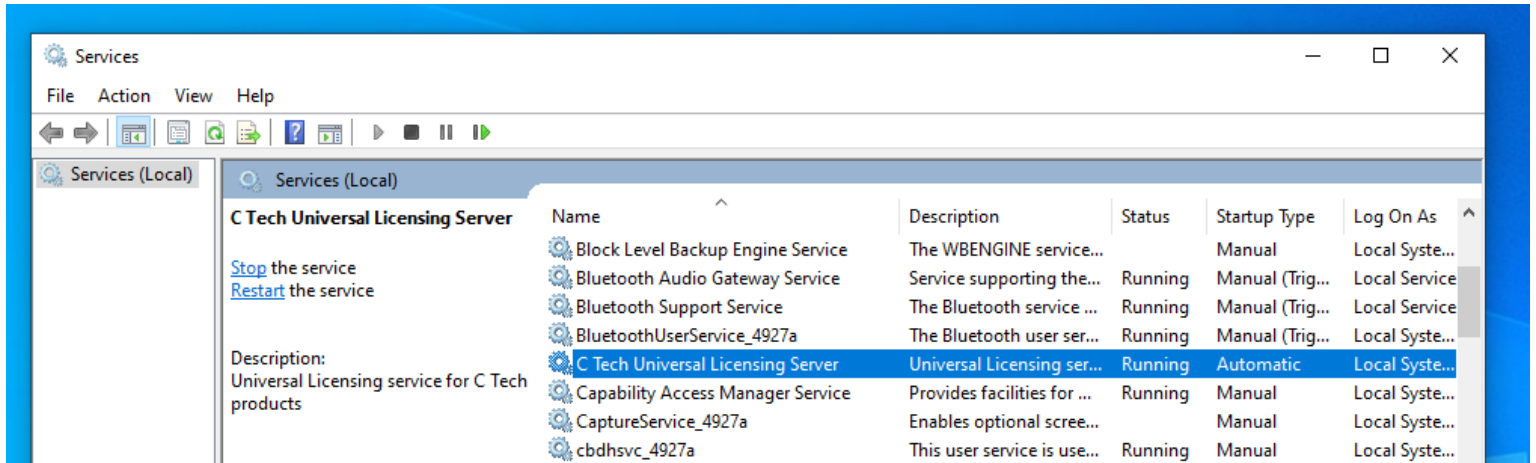 Services
File Action View Help
Services (Local)
Services (Local)
C Tech Universal Licensing Server
Stop the service
Restart the service
Description:
Universal Licensing service for C Tech
products
Name Description Status Startup Type Log On As
Block Level Backup Engine Service The WBENGINE service... Manual Local Syste...
Bluetooth Audio Gateway Service Service supporting the... Running Manual (Trig... Local Service
Bluetooth Support Service The Bluetooth service ... Running Manual (Trig... Local Service
BluetoothUserService_4927a The Bluetooth user ser... Running Manual (Trig... Local Syste...
C Tech Universal Licensing Server Universal Licensing ser... Running Automatic Local Syste...
Capability Access Manager Service Provides facilities for ... Running Manual Local Syste...
CaptureService_4927a Enables optional scree... Manual Local Syste...
cbdhsvc_4927a This user service is use... Running Manual Local Syste...